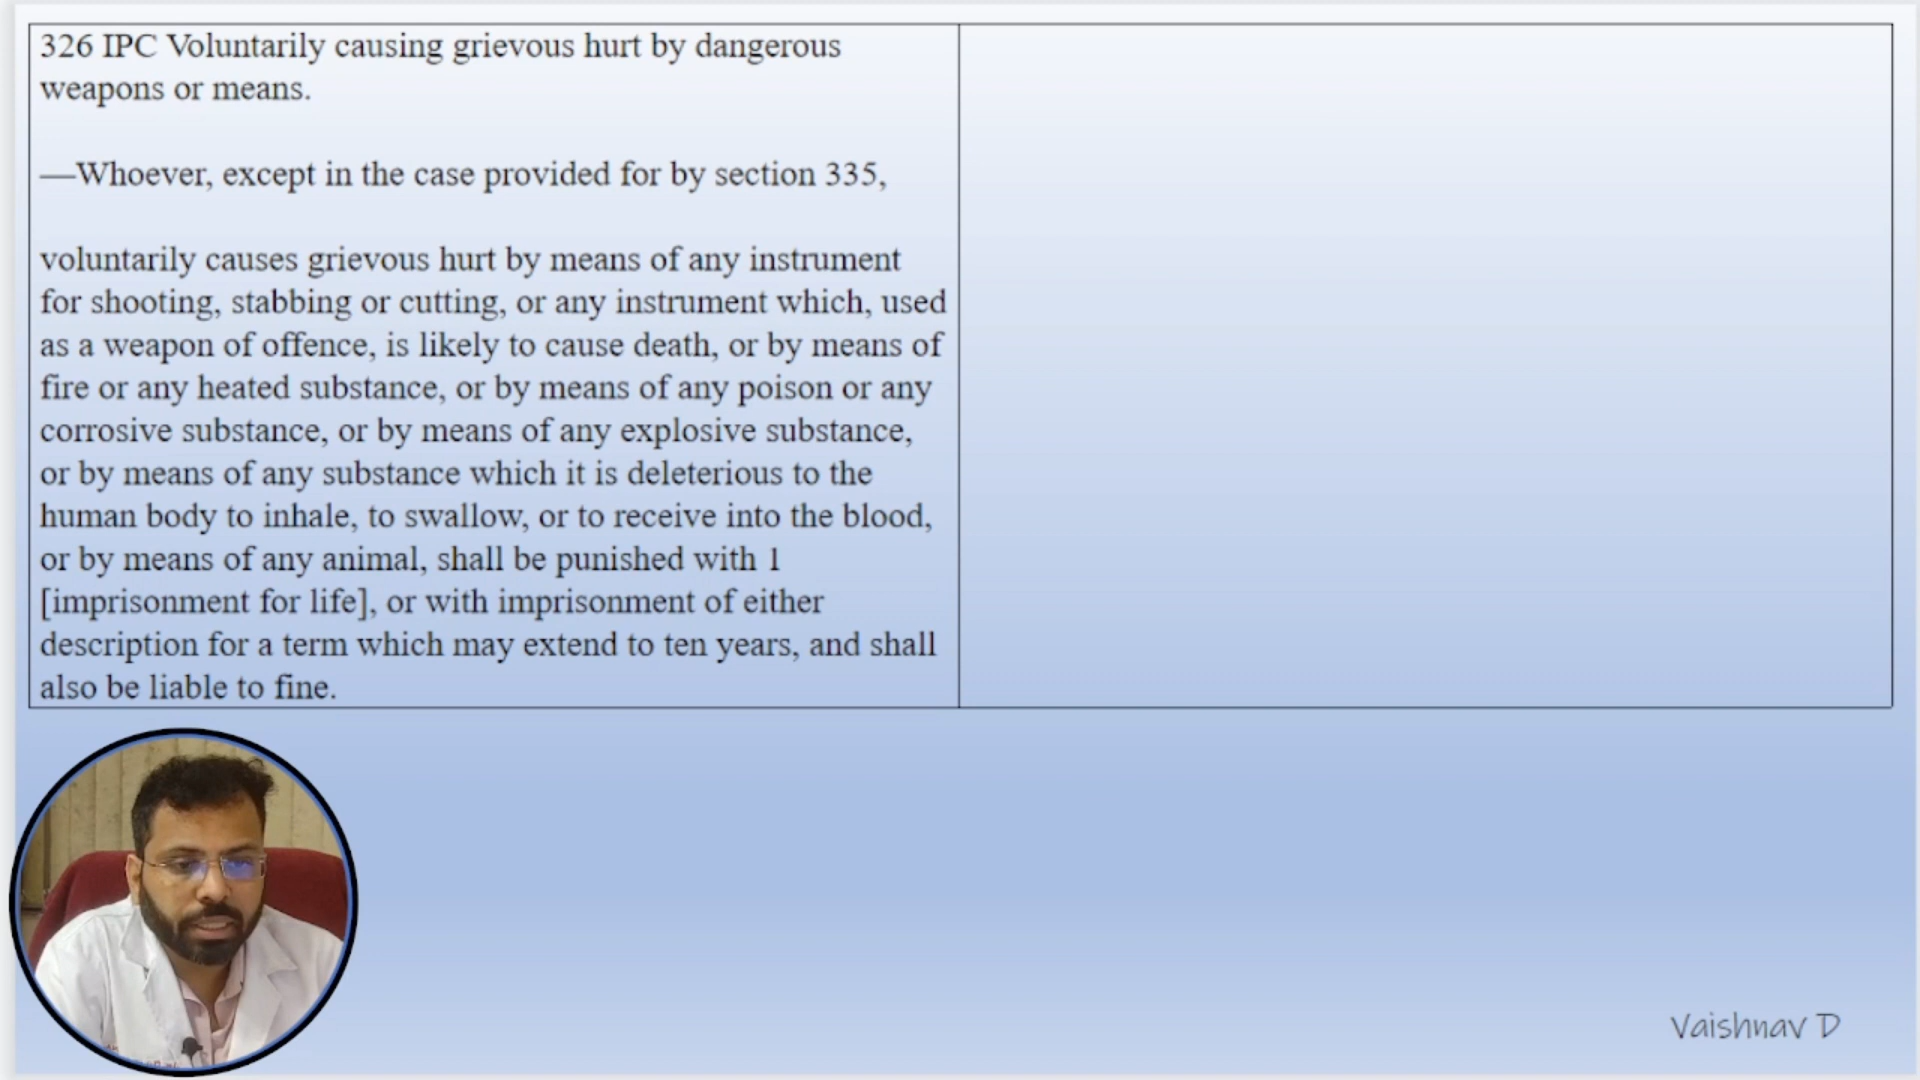 326 IPC Voluntarily causing grievous hurt by dangerous
weapons or means.
—Whoever, except in the case provided for by section 335,
voluntarily causes grievous hurt by means of any instrument
for shooting, stabbing or cutting, or any instrument which, used
as a weapon of offence, is likely to cause death, or by means of
fire or any heated substance, or by means of any poison or any
corrosive substance, or by means of any explosive substance,
or by means of any substance which it is deleterious to the
human body to inhale, to swallow, or to receive into the blood,
or by means of any animal, shall be punished with 1
[imprisonment for life], or with imprisonment of either
description for a term which may extend to ten years, and shall
also be liable to fine.
Vaishnav D